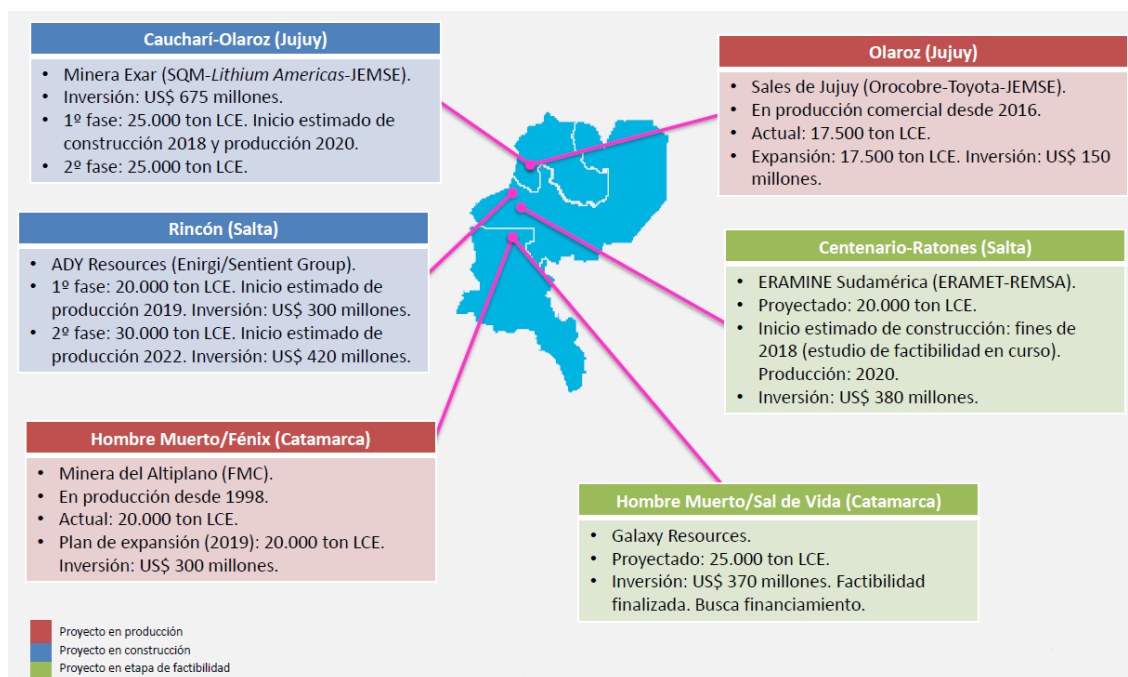 Caucharí-Olaroz (Jujuy)
• Minera Exar (SQM-Lithium Americas-JEMSE).
• Inversión: US$ 675 millones.
• 1º fase: 25.000 ton LCE. Inicio estimado de
construcción 2018 y producción 2020.
• 2º fase: 25.000 ton LCE.
Olaroz (Jujuy)
• Sales de Jujuy (Orocobre-Toyota-JEMSE).
• En producción comercial desde 2016.
• Actual: 17.500 ton LCE.
• Expansión: 17.500 ton LCE. Inversión: US$ 150
millones.
Rincón (Salta)
• ADY Resources (Enirgi/Sentient Group).
• 1º fase: 20.000 ton LCE. Inicio estimado de
producción 2019. Inversión: US$ 300 millones.
• 2º fase: 30.000 ton LCE. Inicio estimado de
producción 2022. Inversión: US$ 420 millones.
Centenario-Ratones (Salta)
• ERAMINE Sudamérica (ERAMET-REMSA).
• Proyectado: 20.000 ton LCE.
• Inicio estimado de construcción: fines de
2018 (estudio de factibilidad en curso).
Producción: 2020.
• Inversión: US$ 380 millones.
Hombre Muerto/Fénix (Catamarca)
• Minera del Altiplano (FMC).
• En producción desde 1998.
• Actual: 20.000 ton LCE.
• Plan de expansión (2019): 20.000 ton LCE.
Inversión: US$ 300 millones.
Hombre Muerto/Sal de Vida (Catamarca)
• Galaxy Resources.
• Proyectado: 25.000 ton LCE.
• Inversión: US$ 370 millones. Factibilidad
finalizada. Busca financiamiento.
Proyecto en producción
Proyecto en construcción
Proyecto en etapa de factibilidad